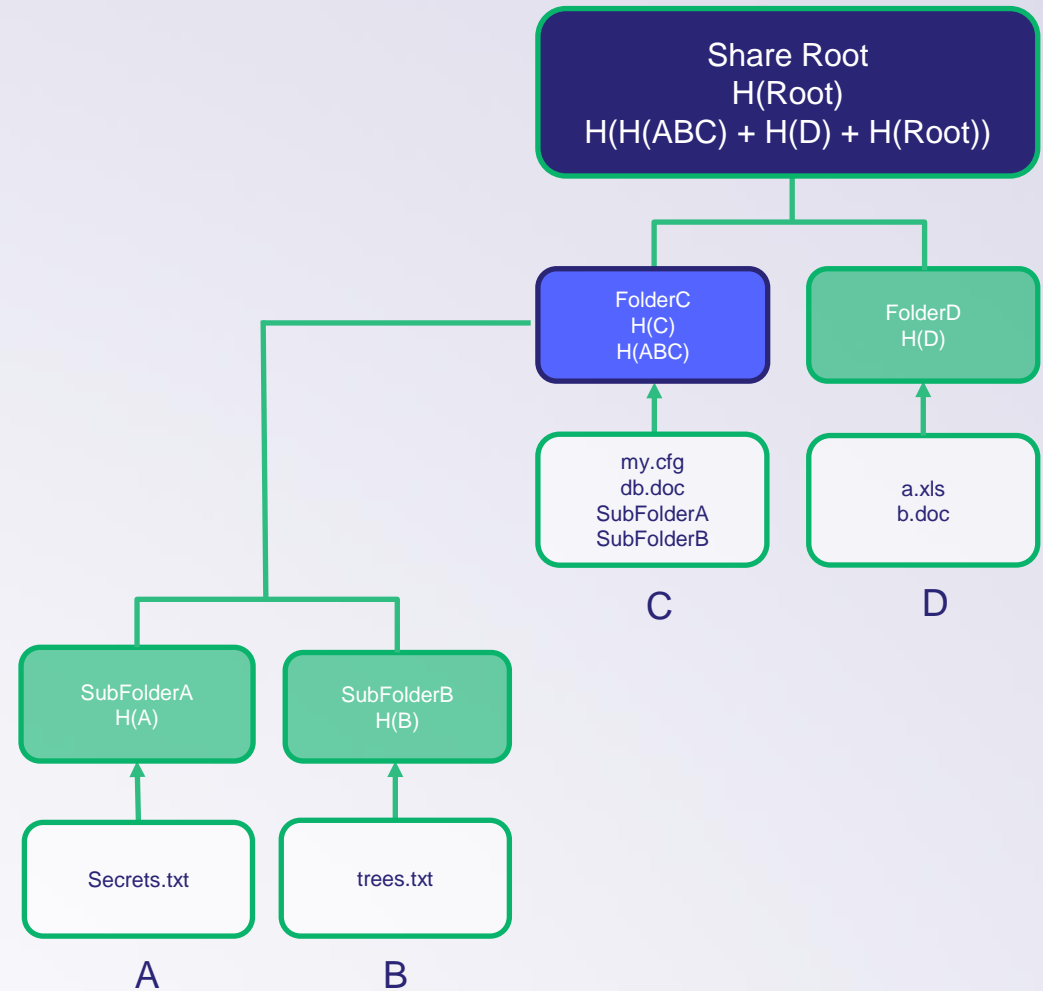 Share Root
H(Root)
H(H(ABC) + H(D) + H(Root))
FolderC
H(C)
H(ABC)
FolderD
H(D)
my.cfg
db.doc
SubFolderA
SubFolderB
a.xls
b.doc
C
D
SubFolderA
H(A)
SubFolderB
H(B)
Secrets.txt
trees.txt
A
B